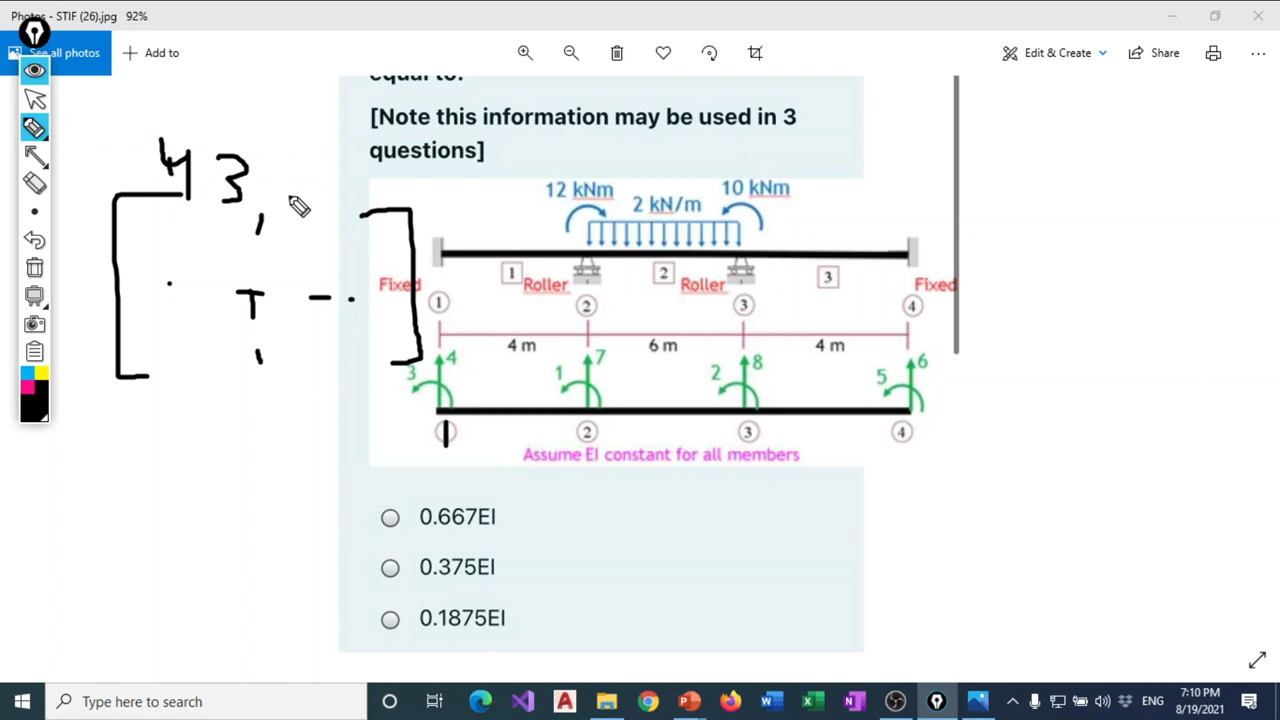 Photos - STIF (26).jpg 92%
See all photos
Add to
Edit & Create
Share
equal to:
[Note this information may be used in 3
questions]
4 3
12 kNm
10 kNm
2 kN/m
1
2
3
Fixed
Roller
Roller
Fixed
1
2
3
4
4 m
6 m
4 m
3
4
1
7
2
8
5
6
2
3
4
Assume EI constant for all members
0.667EI
0.375EI
0.1875EI
Type here to search
ENG
7:10 PM
8/19/2021